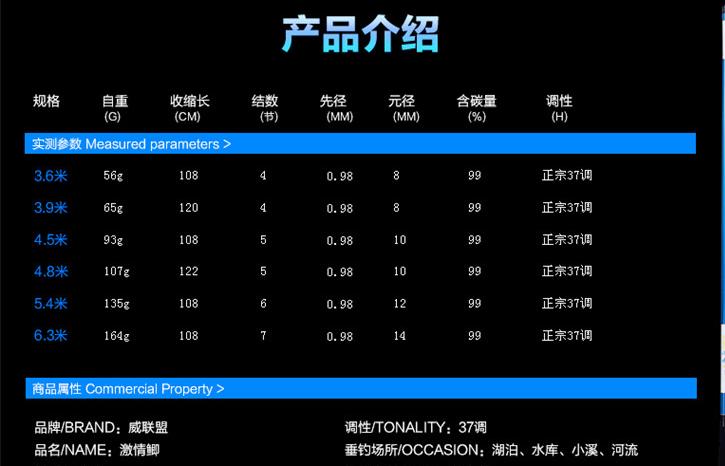 产品介绍
规格 自重 收缩长 结数 先径 元径 含碳量 调性
(G) (CM) (节) (MM) (MM) (%) (H)
实测参数 Measured parameters >
3.6米 56g 108 4 0.98 8 99 正宗37调
3.9米 65g 120 4 0.98 8 99 正宗37调
4.5米 93g 108 5 0.98 10 99 正宗37调
4.8米 107g 122 5 0.98 10 99 正宗37调
5.4米 135g 108 6 0.98 12 99 正宗37调
6.3米 164g 108 7 0.98 14 99 正宗37调
商品属性 Commercial Property >
品牌/BRAND：威联盟 调性/TONALITY：37调
品名/NAME：激情鲫 垂钓场所/OCCASION：湖泊、水库、小溪、河流